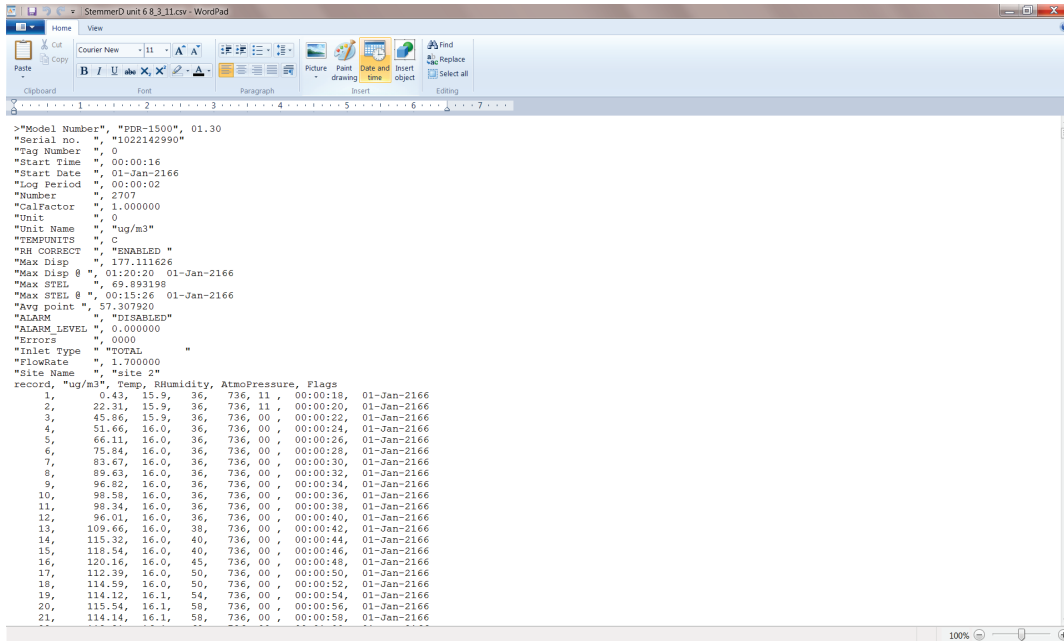 StemmerD unit 6 8_3_11.csv - WordPad
Home View
Paste
Cut
Copy
Clipboard
Courier New 11
Font
Paragraph
Picture
Paint drawing
Date and time
Insert object
Insert
Find
Replace
Select all
Editing
1 2 3 4 5 6 7
>"Model Number", "PDR-1500", 01.30
"Serial no.  ", "1022142990"
"Tag Number  ", 0
"Start Time  ", 00:00:16
"Start Date  ", 01-Jan-2166
"Log Period  ", 00:00:02
"Number      ", 2707
"CalFactor   ", 1.000000
"Unit        ", 0
"Unit Name   ", "ug/m3"
"TEMPUNITS   ", C
"RH CORRECT  ", "ENABLED "
"Max Disp    ", 177.111626
"Max Disp @ ", 01:20:20  01-Jan-2166
"Max STEL    ", 69.893198
"Max STEL @ ", 00:15:26  01-Jan-2166
"Avg point ", 57.307920
"ALARM       ", "DISABLED"
"ALARM_LEVEL ", 0.000000
"Errors      ", 0000
"Inlet Type  " "TOTAL       "
"FlowRate    ", 1.700000
"Site Name   ", "site 2"
record, "ug/m3", Temp, RHumidity, AtmoPressure, Flags
1, 0.43, 15.9, 36, 736, 11 , 00:00:18, 01-Jan-2166
2, 22.31, 15.9, 36, 736, 11 , 00:00:20, 01-Jan-2166
3, 45.86, 15.9, 36, 736, 00 , 00:00:22, 01-Jan-2166
4, 51.66, 16.0, 36, 736, 00 , 00:00:24, 01-Jan-2166
5, 66.11, 16.0, 36, 736, 00 , 00:00:26, 01-Jan-2166
6, 75.84, 16.0, 36, 736, 00 , 00:00:28, 01-Jan-2166
7, 83.67, 16.0, 36, 736, 00 , 00:00:30, 01-Jan-2166
8, 89.63, 16.0, 36, 736, 00 , 00:00:32, 01-Jan-2166
9, 96.82, 16.0, 36, 736, 00 , 00:00:34, 01-Jan-2166
10, 98.58, 16.0, 36, 736, 00 , 00:00:36, 01-Jan-2166
11, 98.34, 16.0, 36, 736, 00 , 00:00:38, 01-Jan-2166
12, 96.01, 16.0, 36, 736, 00 , 00:00:40, 01-Jan-2166
13, 109.66, 16.0, 38, 736, 00 , 00:00:42, 01-Jan-2166
14, 115.32, 16.0, 40, 736, 00 , 00:00:44, 01-Jan-2166
15, 118.54, 16.0, 40, 736, 00 , 00:00:46, 01-Jan-2166
16, 120.16, 16.0, 45, 736, 00 , 00:00:48, 01-Jan-2166
17, 112.39, 16.0, 50, 736, 00 , 00:00:50, 01-Jan-2166
18, 114.59, 16.0, 50, 736, 00 , 00:00:52, 01-Jan-2166
19, 114.12, 16.1, 54, 736, 00 , 00:00:54, 01-Jan-2166
20, 115.54, 16.1, 58, 736, 00 , 00:00:56, 01-Jan-2166
21, 114.14, 16.1, 58, 736, 00 , 00:00:58, 01-Jan-2166
100%